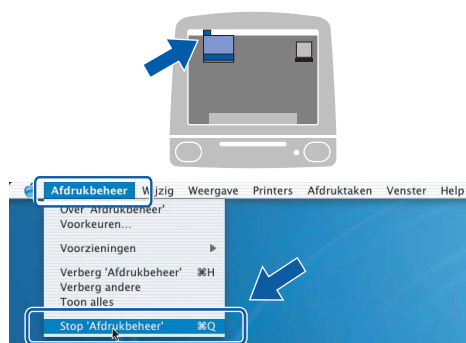 Afdrukbeheer Wijzig Weergave Printers Afdruktaken Venster Help
Over 'Afdrukbeheer'
Voorkeuren...
Voorzieningen
Verberg 'Afdrukbeheer' ⌘H
Verberg andere
Toon alles
Stop 'Afdrukbeheer' ⌘Q